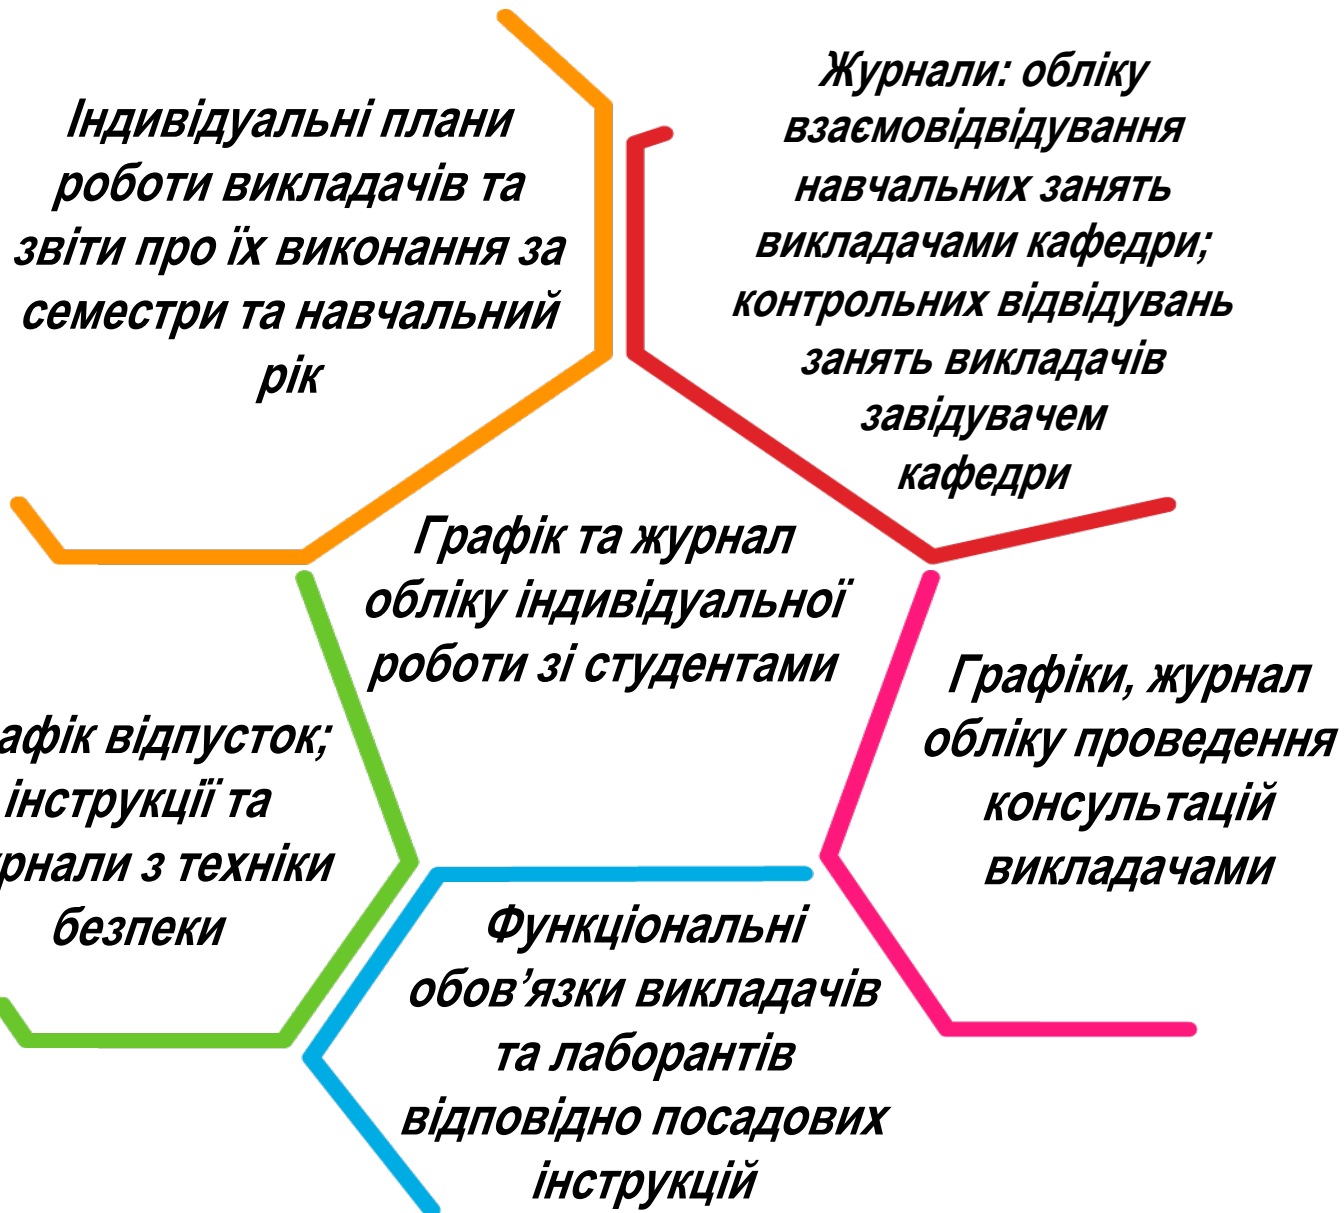 Індивідуальні плани
роботи викладачів та
звіти про їх виконання за
семестри та навчальний
рік
Журнали: обліку
взаємовідвідування
навчальних занять
викладачами кафедри;
контрольних відвідувань
занять викладачів
завідувачем
кафедри
Графік та журнал
обліку індивідуальної
роботи зі студентами
відпусток;
інструкції та
з техніки
безпеки
Графіки, журнал
обліку проведення
консультацій
викладачами
Функціональні
обов’язки викладачів
та лаборантів
відповідно посадових
інструкцій